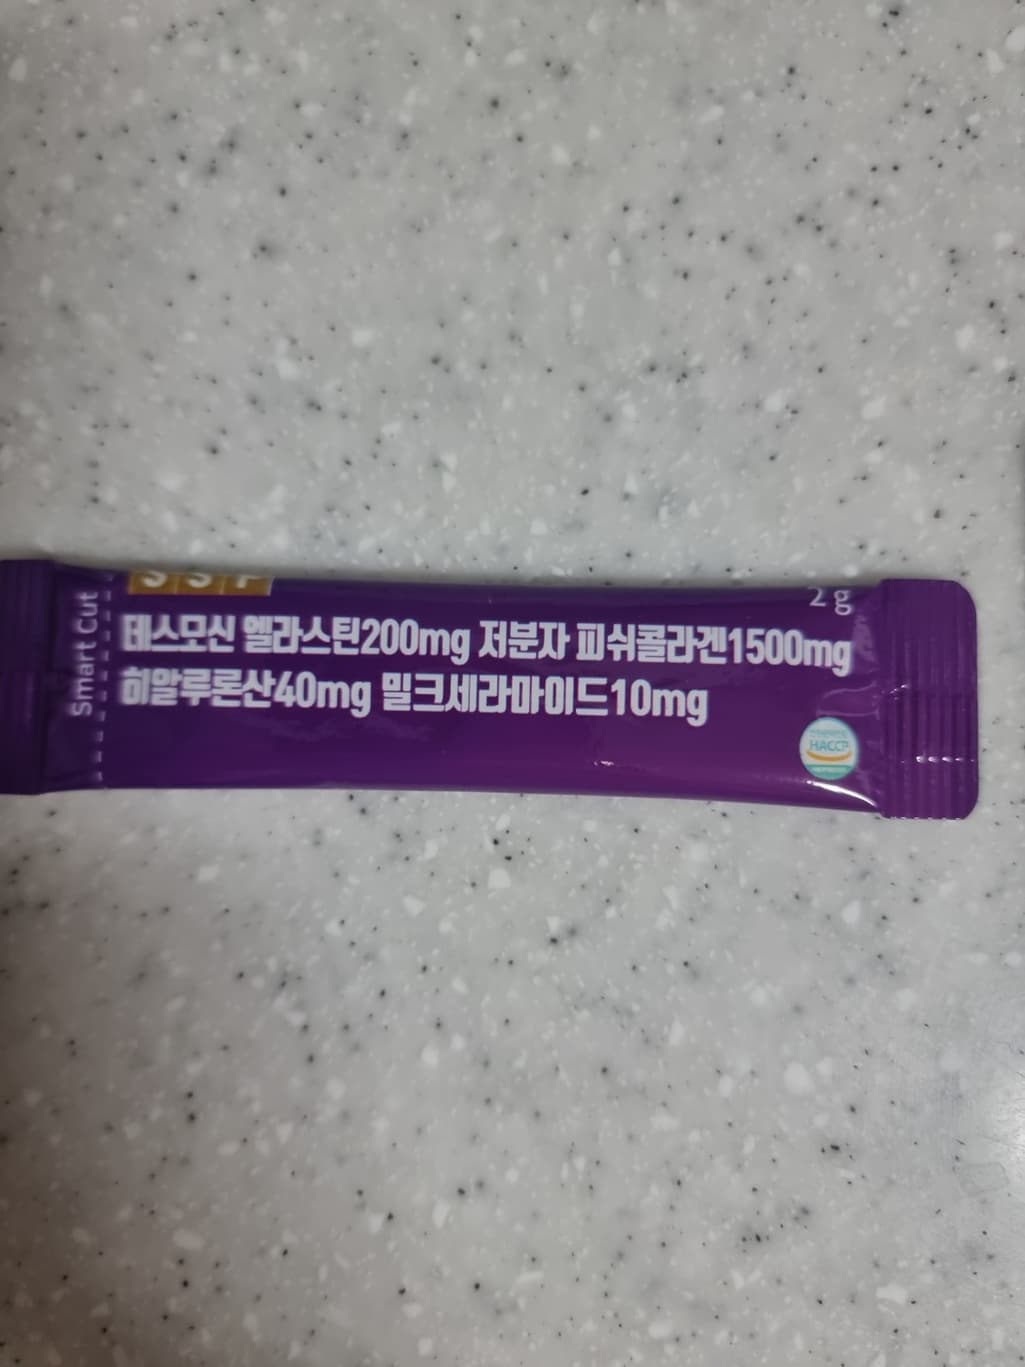 2 g
데스모신 엘라스틴200mg 저분자 피쉬콜라겐1500mg
히알루론산40mg 밀크세라마이드10mg
Smart Cut
HACCP